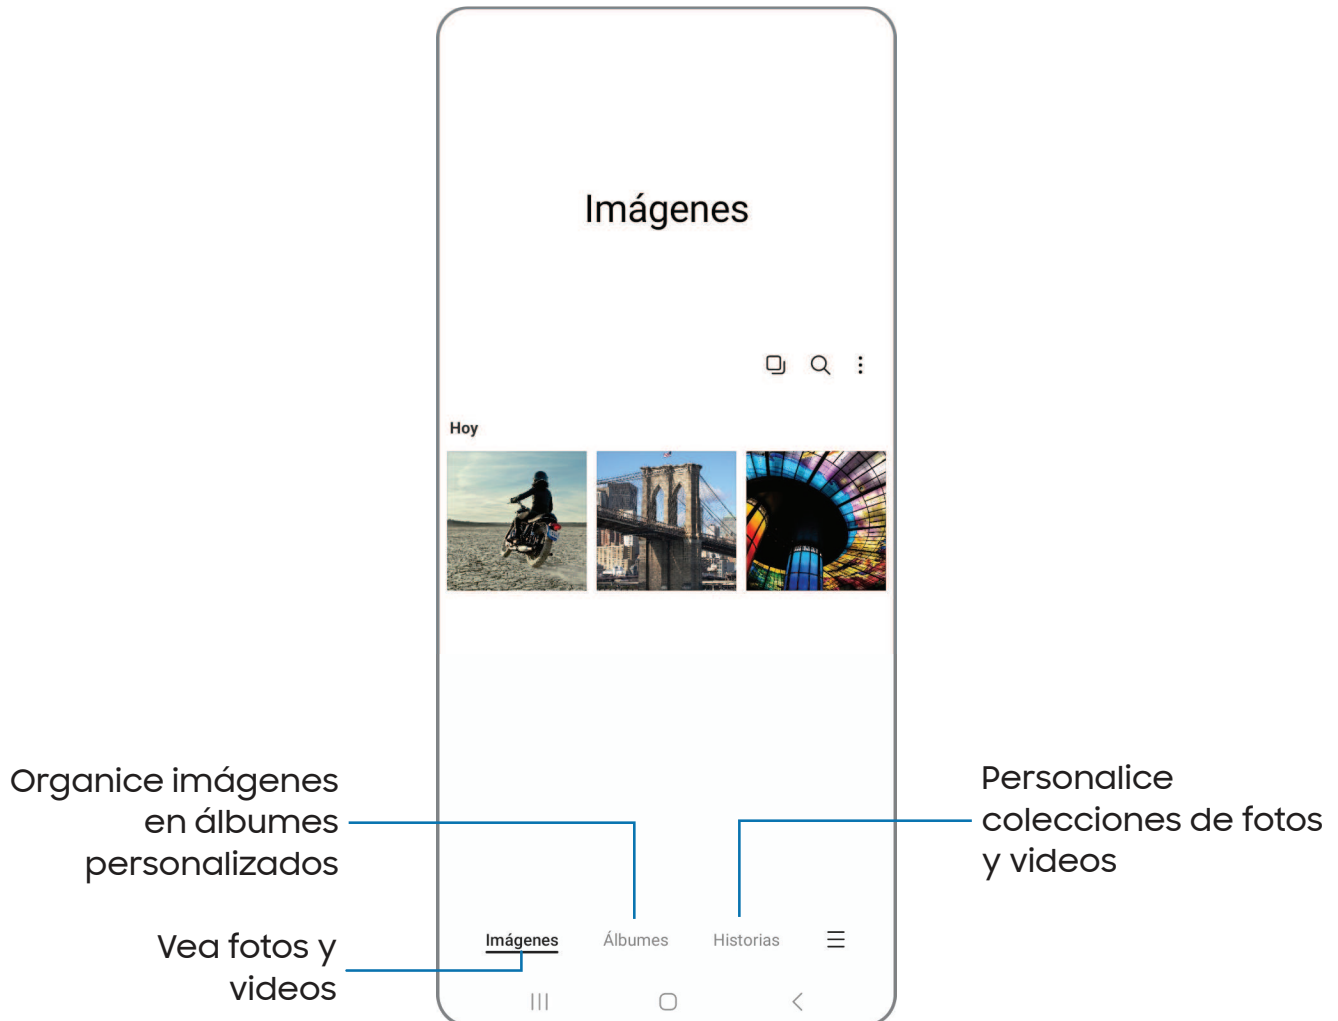 Imágenes
Hoy
Organice imágenes
en álbumes
personalizados
Personalice
colecciones de fotos
y videos
Vea fotos y
videos
Imágenes Álbumes Historias